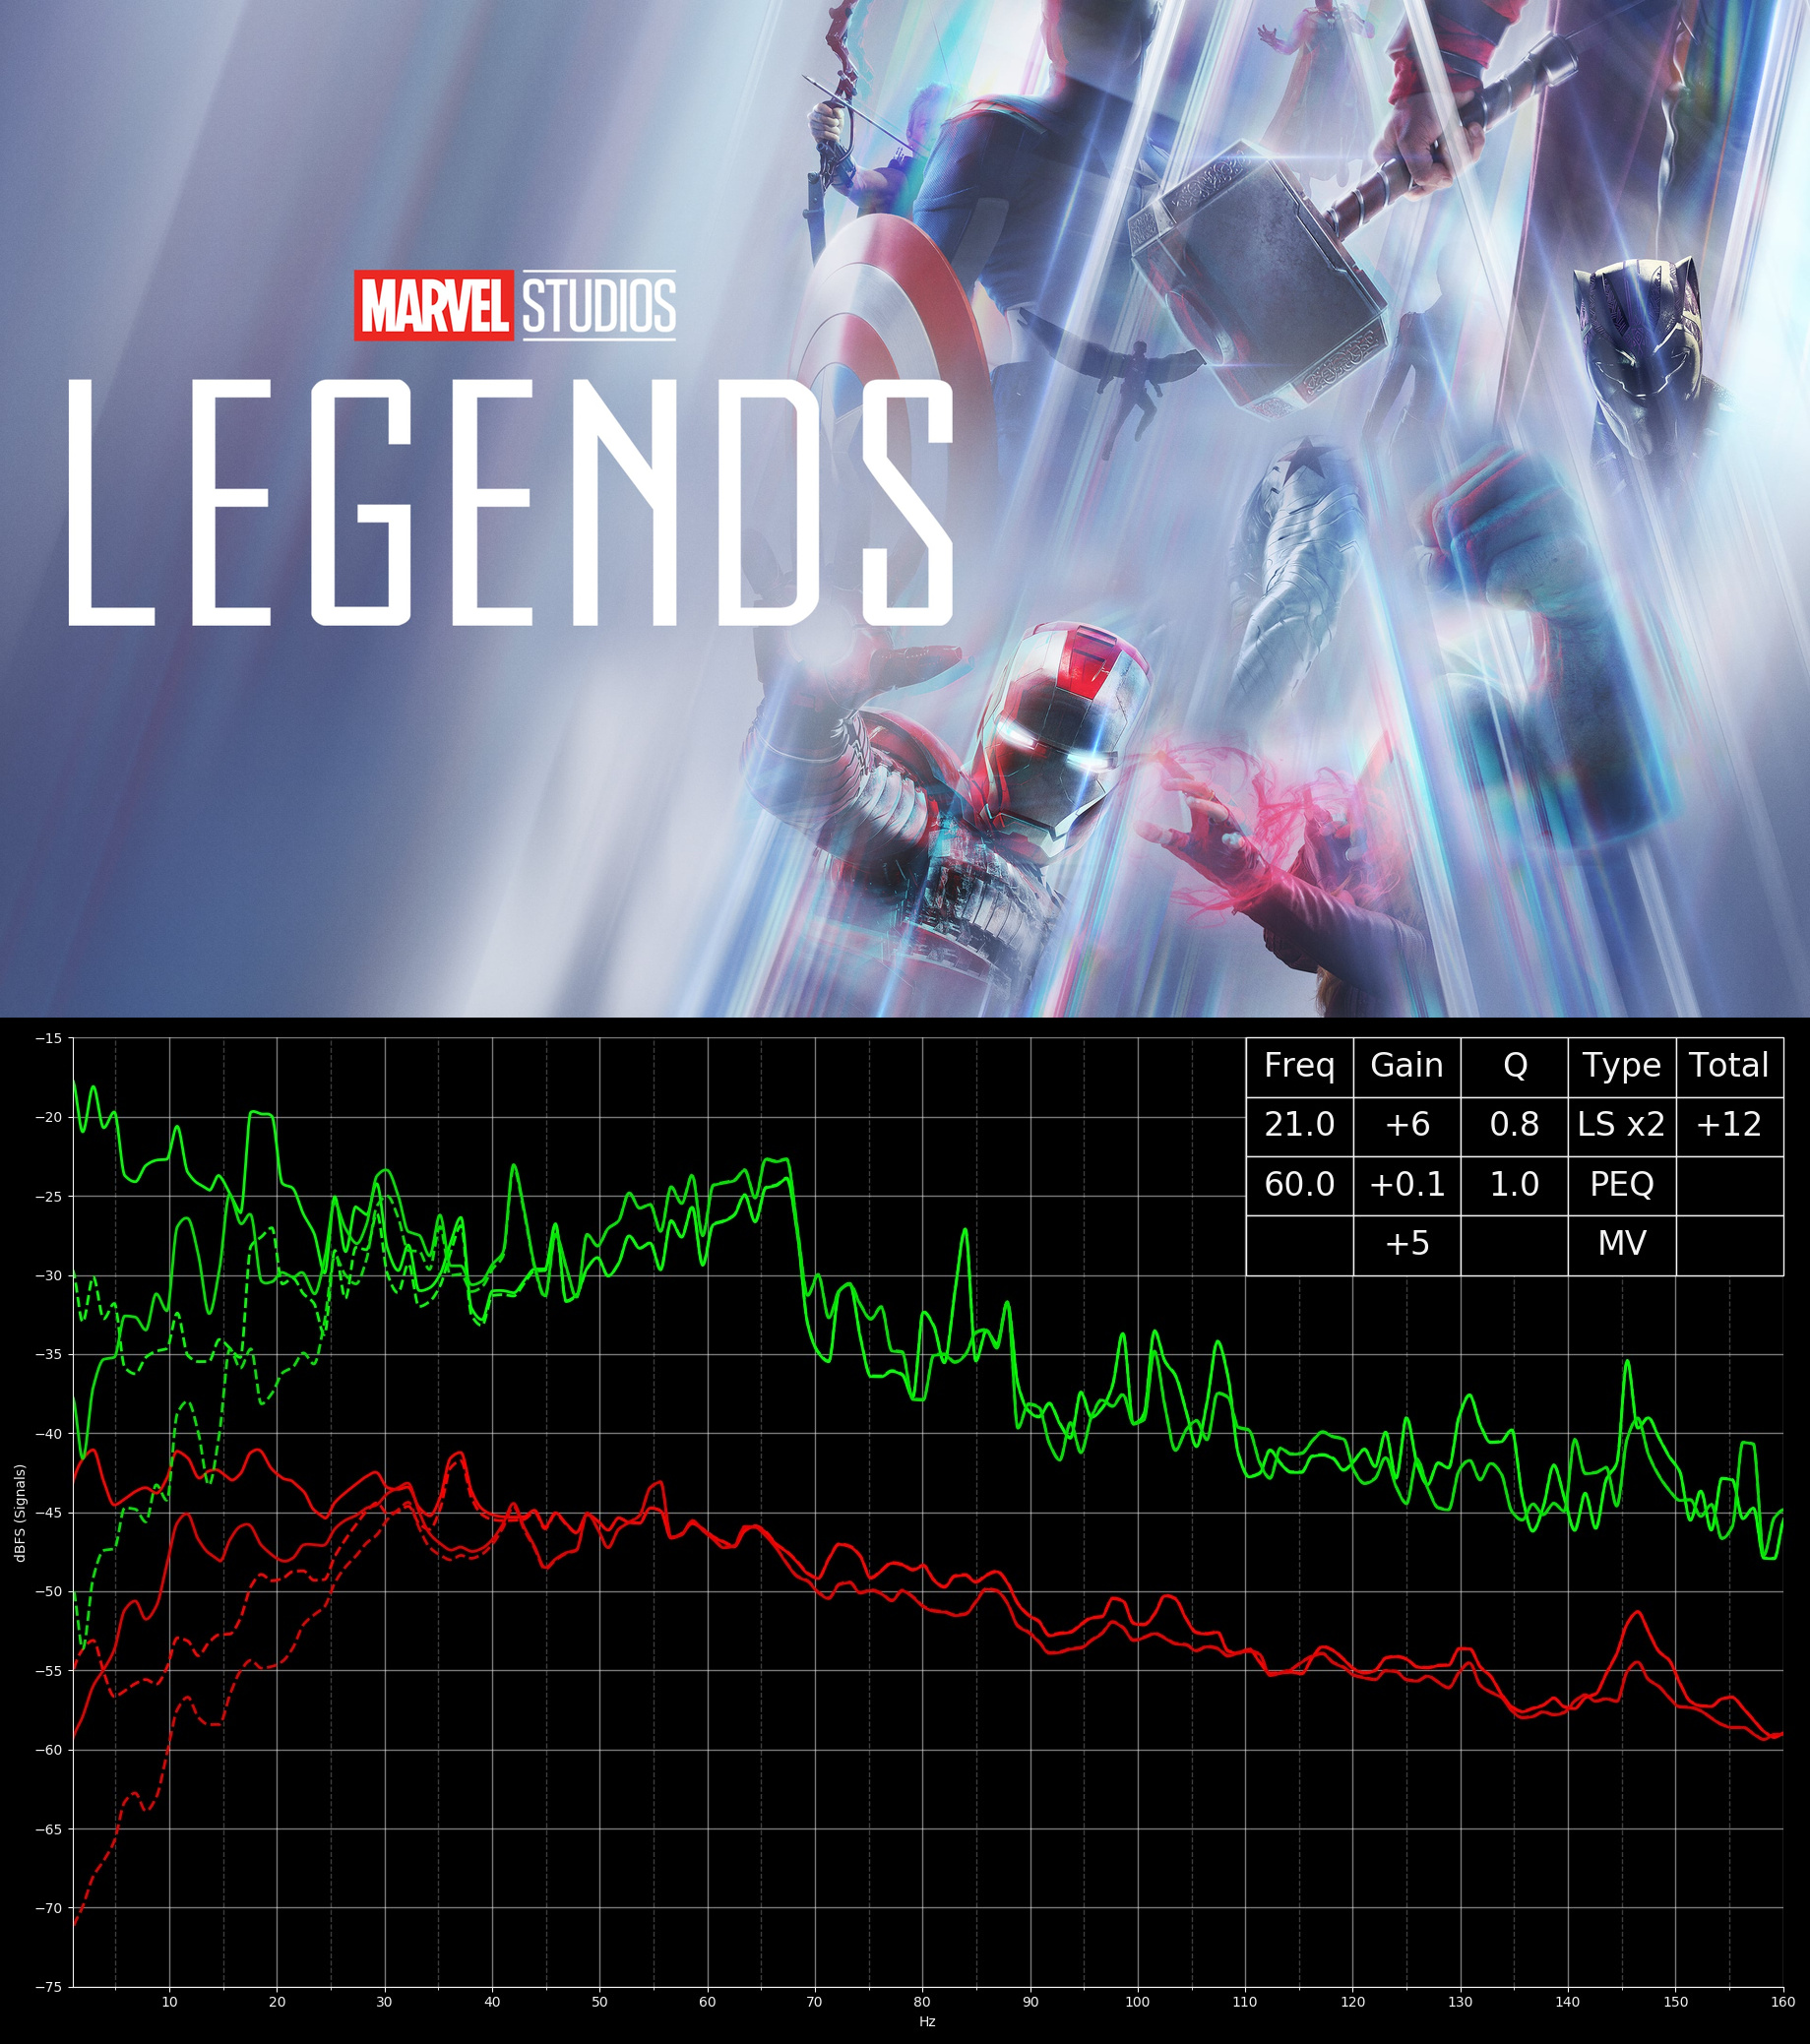 MARVEL STUDIOS
LEGENDS
Freq Gain Q Type Total
21.0 +6 0.8 LS x2 +12
60.0 +0.1 1.0 PEQ
+5 MV
−15
−20
−25
−30
−35
−40
−45
−50
−55
−60
−65
−70
−75
dBFS (Signals)
10 20 30 40 50 60 70 80 90 100 110 120 130 140 150 160
Hz